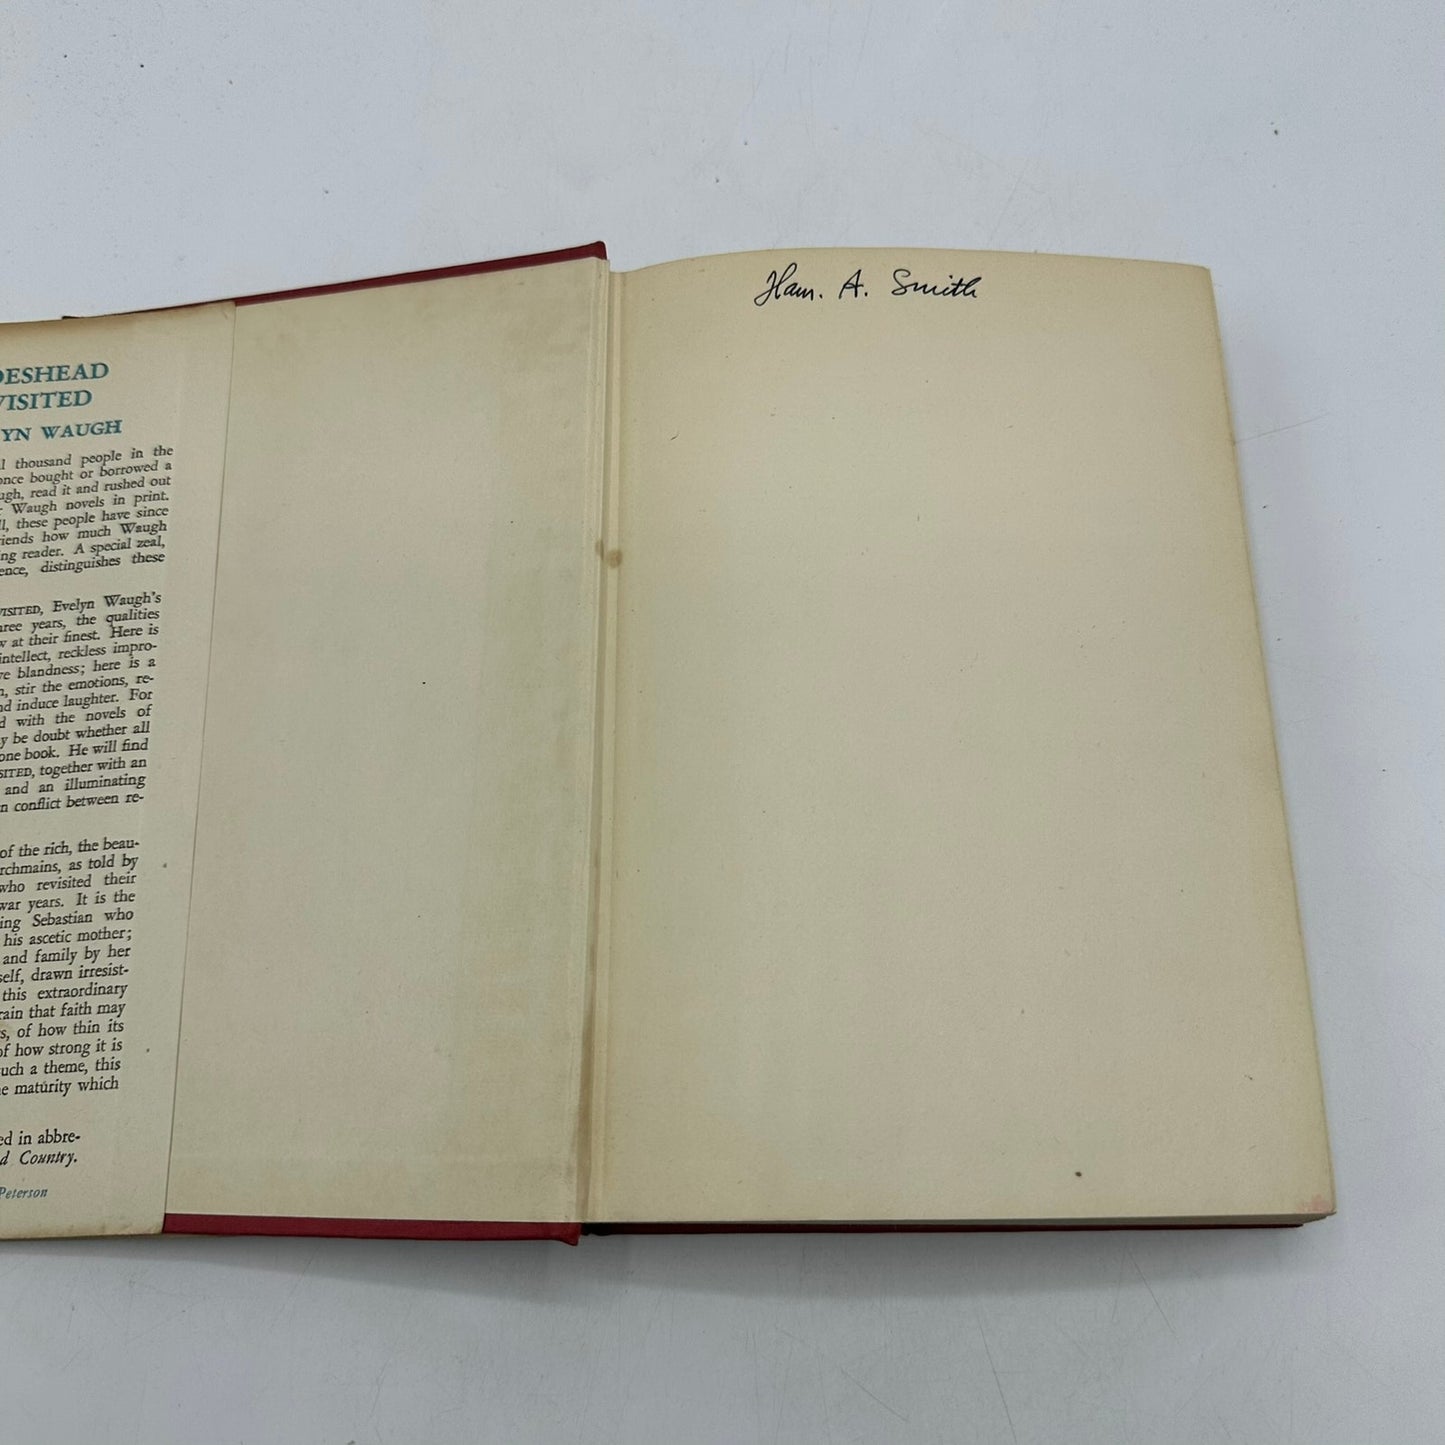 DESHEAD
VISITED
YN WAUGH
l thousand people in the
once bought or borrowed a
ugh, read it and rushed out
r Waugh novels in print.
ll, these people have since
riends how much Waugh
ing reader. A special zeal,
ence, distinguishes these
VISITED, Evelyn Waugh's
hree years, the qualities
w at their finest. Here is
intellect, reckless impro-
ve blandness; here is a
n, stir the emotions, re-
nd induce laughter. For
d with the novels of
y be doubt whether all
one book. He will find
SITED, together with an
and an illuminating
n conflict between re-
of the rich, the beau-
rchmains, as told by
who revisited their
war years. It is the
ing Sebastian who
his ascetic mother;
and family by her
self, drawn irresist-
this extraordinary
rain that faith may
s, of how thin its
of how strong it is
uch a theme, this
e maturity which
ed in abbre-
d Country.
Peterson
Ham. A. Smith